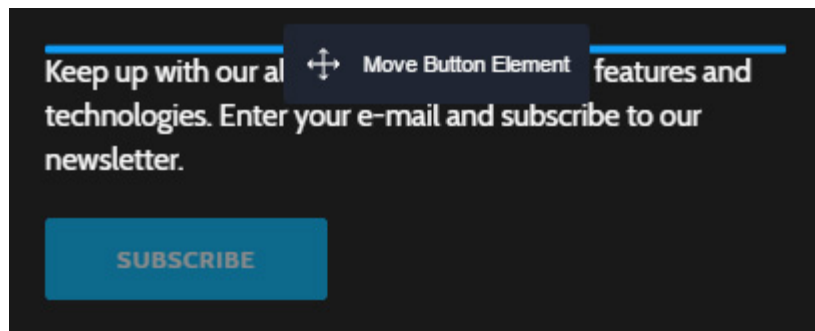 Keep up with our al
Move Button Element
features and
technologies. Enter your e-mail and subscribe to our
newsletter.
SUBSCRIBE